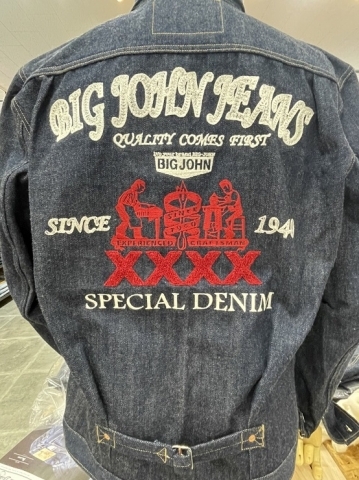 BIG JOHN JEANS
QUALITY COMES FIRST
BIG JOHN
SINCE 1940
EXPERIENCED CRAFTSMAN
XXXX
SPECIAL DENIM